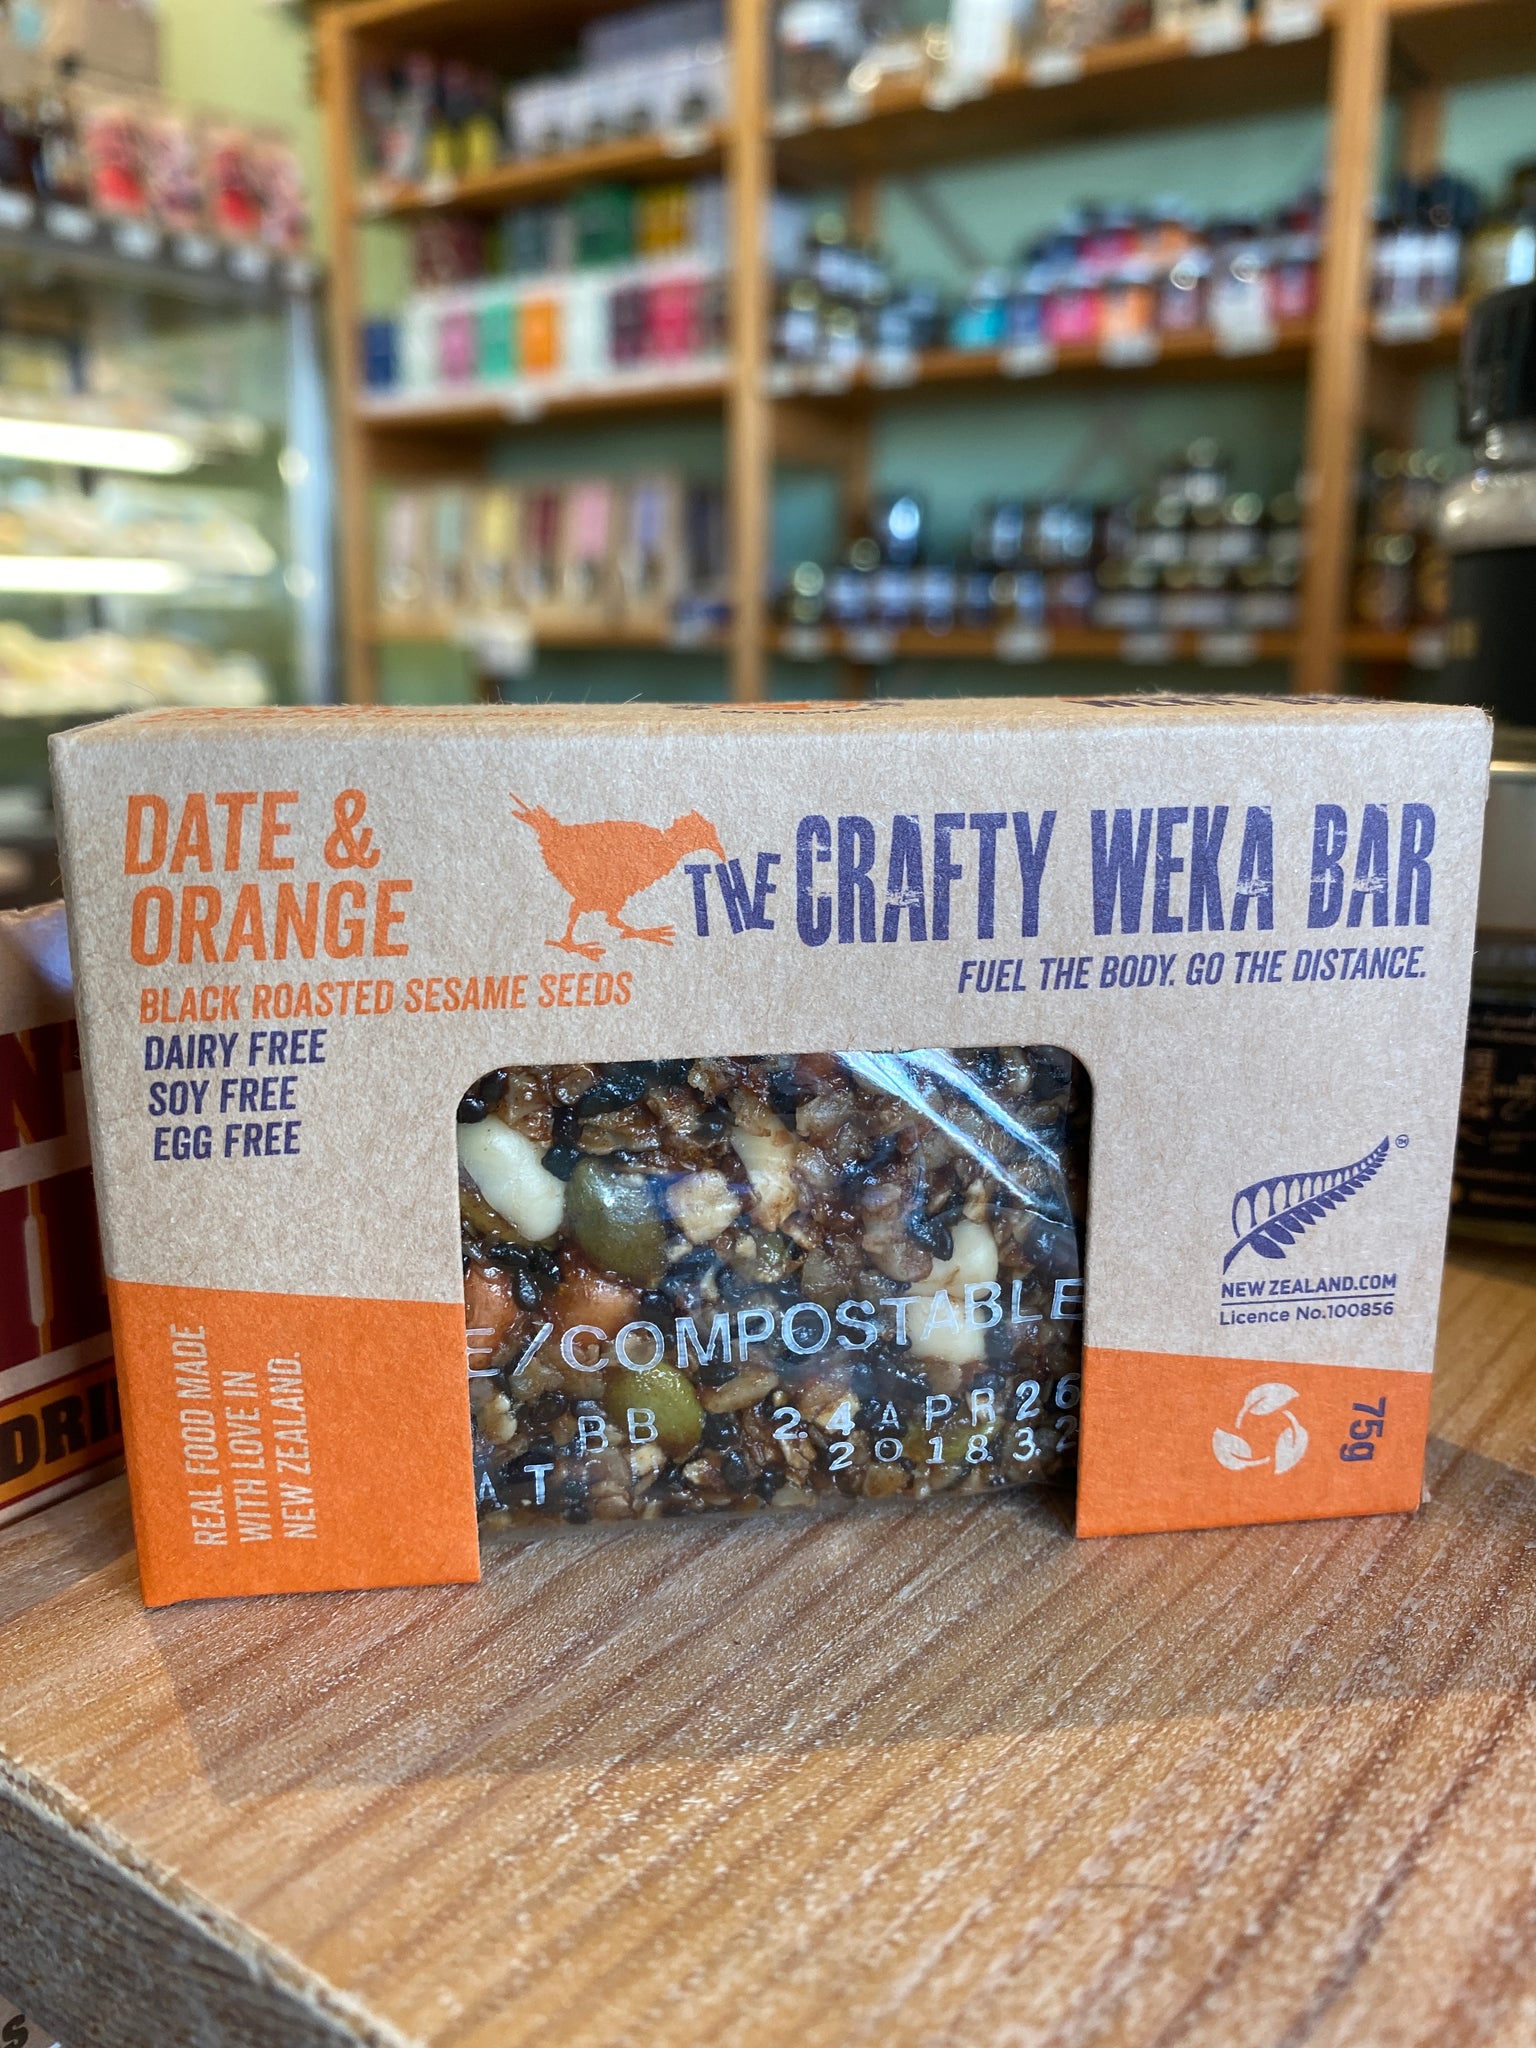 DATE &
ORANGE
BLACK ROASTED SESAME SEEDS
DAIRY FREE
SOY FREE
EGG FREE
THE CRAFTY WEKA BAR
FUEL THE BODY. GO THE DISTANCE.
NEW ZEALAND.COM
Licence No.100856
E/COMPOSTABLE
BB 24APR26
AT 20183.2
REAL FOOD MADE
WITH LOVE IN
NEW ZEALAND.
75g